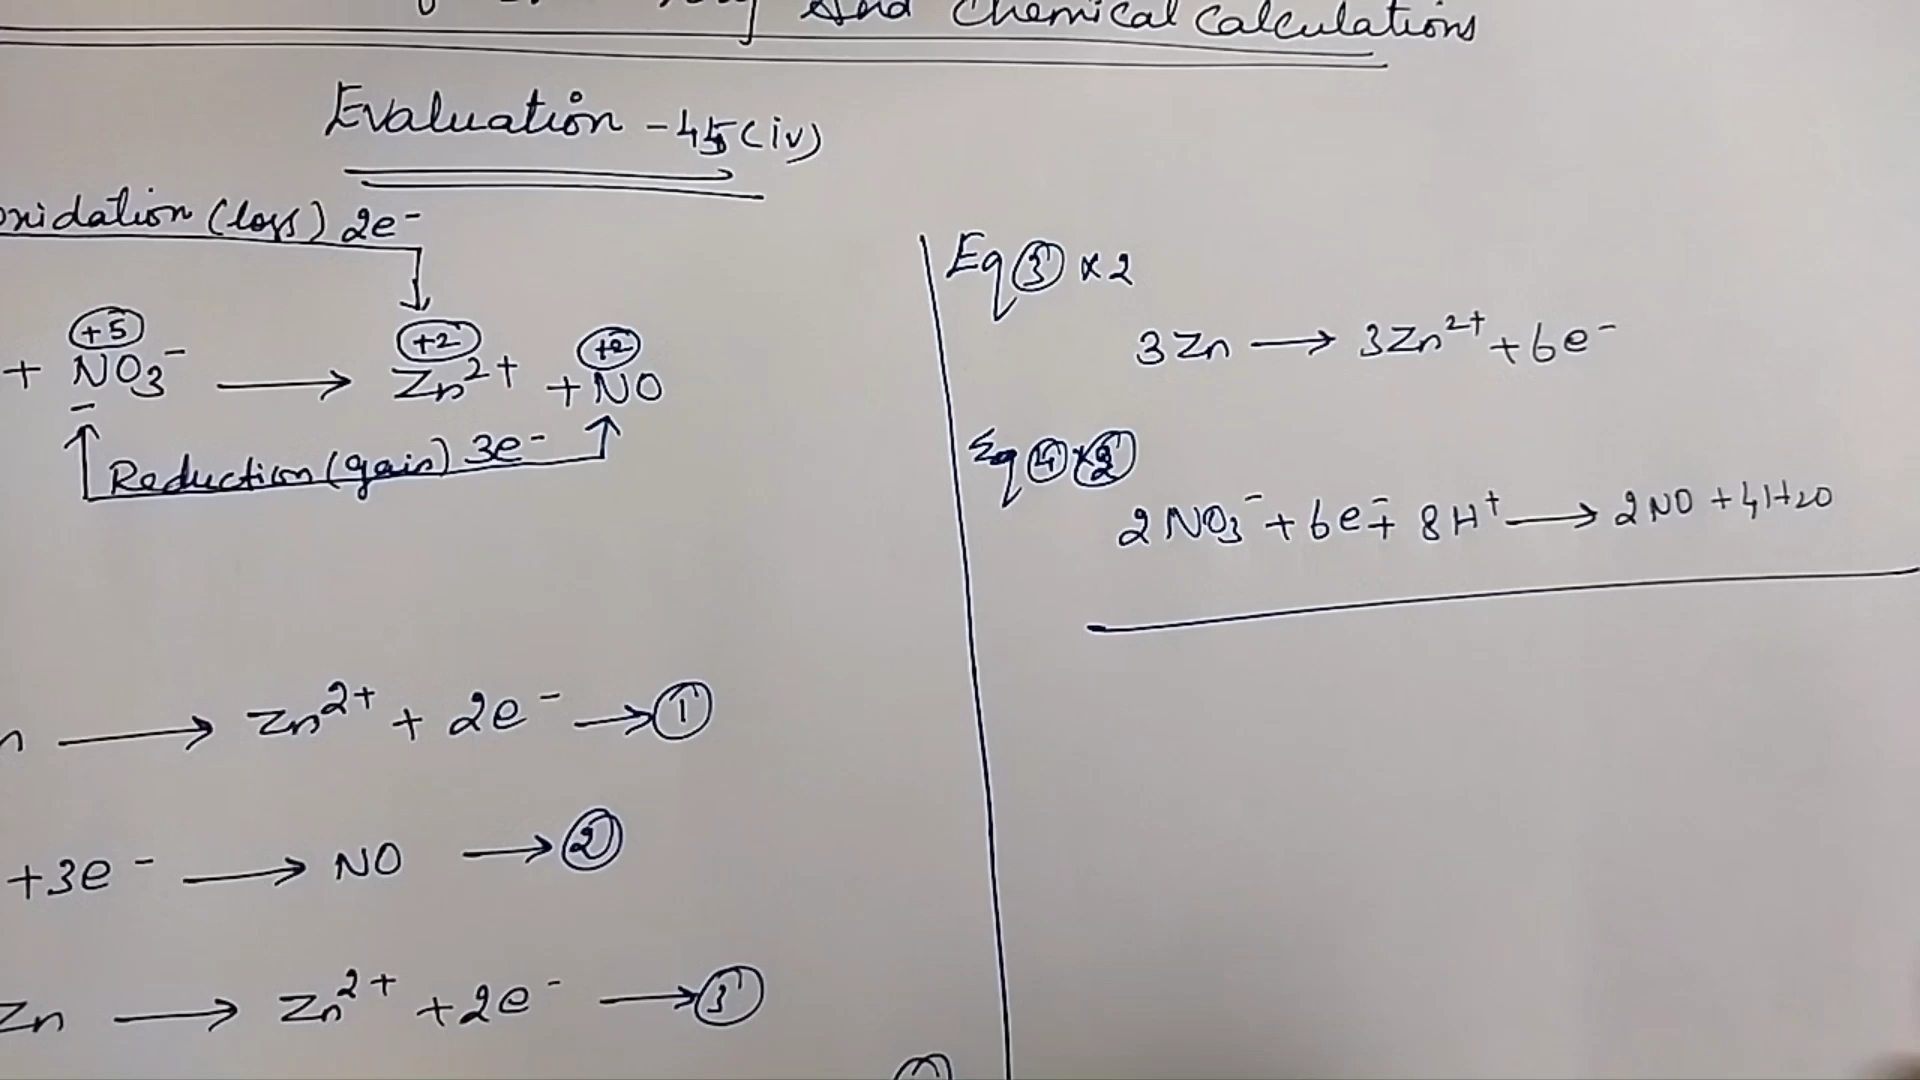 And Chemical Calculations
Evaluation - 45(iv)
oxidation (loss) 2e⁻
+5 +2 +2
+ NO₃⁻ ⟶ Zn²⁺ + NO
Reduction (gain) 3e⁻
n ⟶ Zn²⁺ + 2e⁻ → ①
+3e⁻ ⟶ NO → ②
Zn ⟶ Zn²⁺ + 2e⁻ → ③
Eq ③ × 2
3Zn ⟶ 3Zn²⁺ + 6e⁻
Eq ④ ×
2NO₃⁻ + 6e⁻ + 8H⁺ ⟶ 2NO + 4H₂O